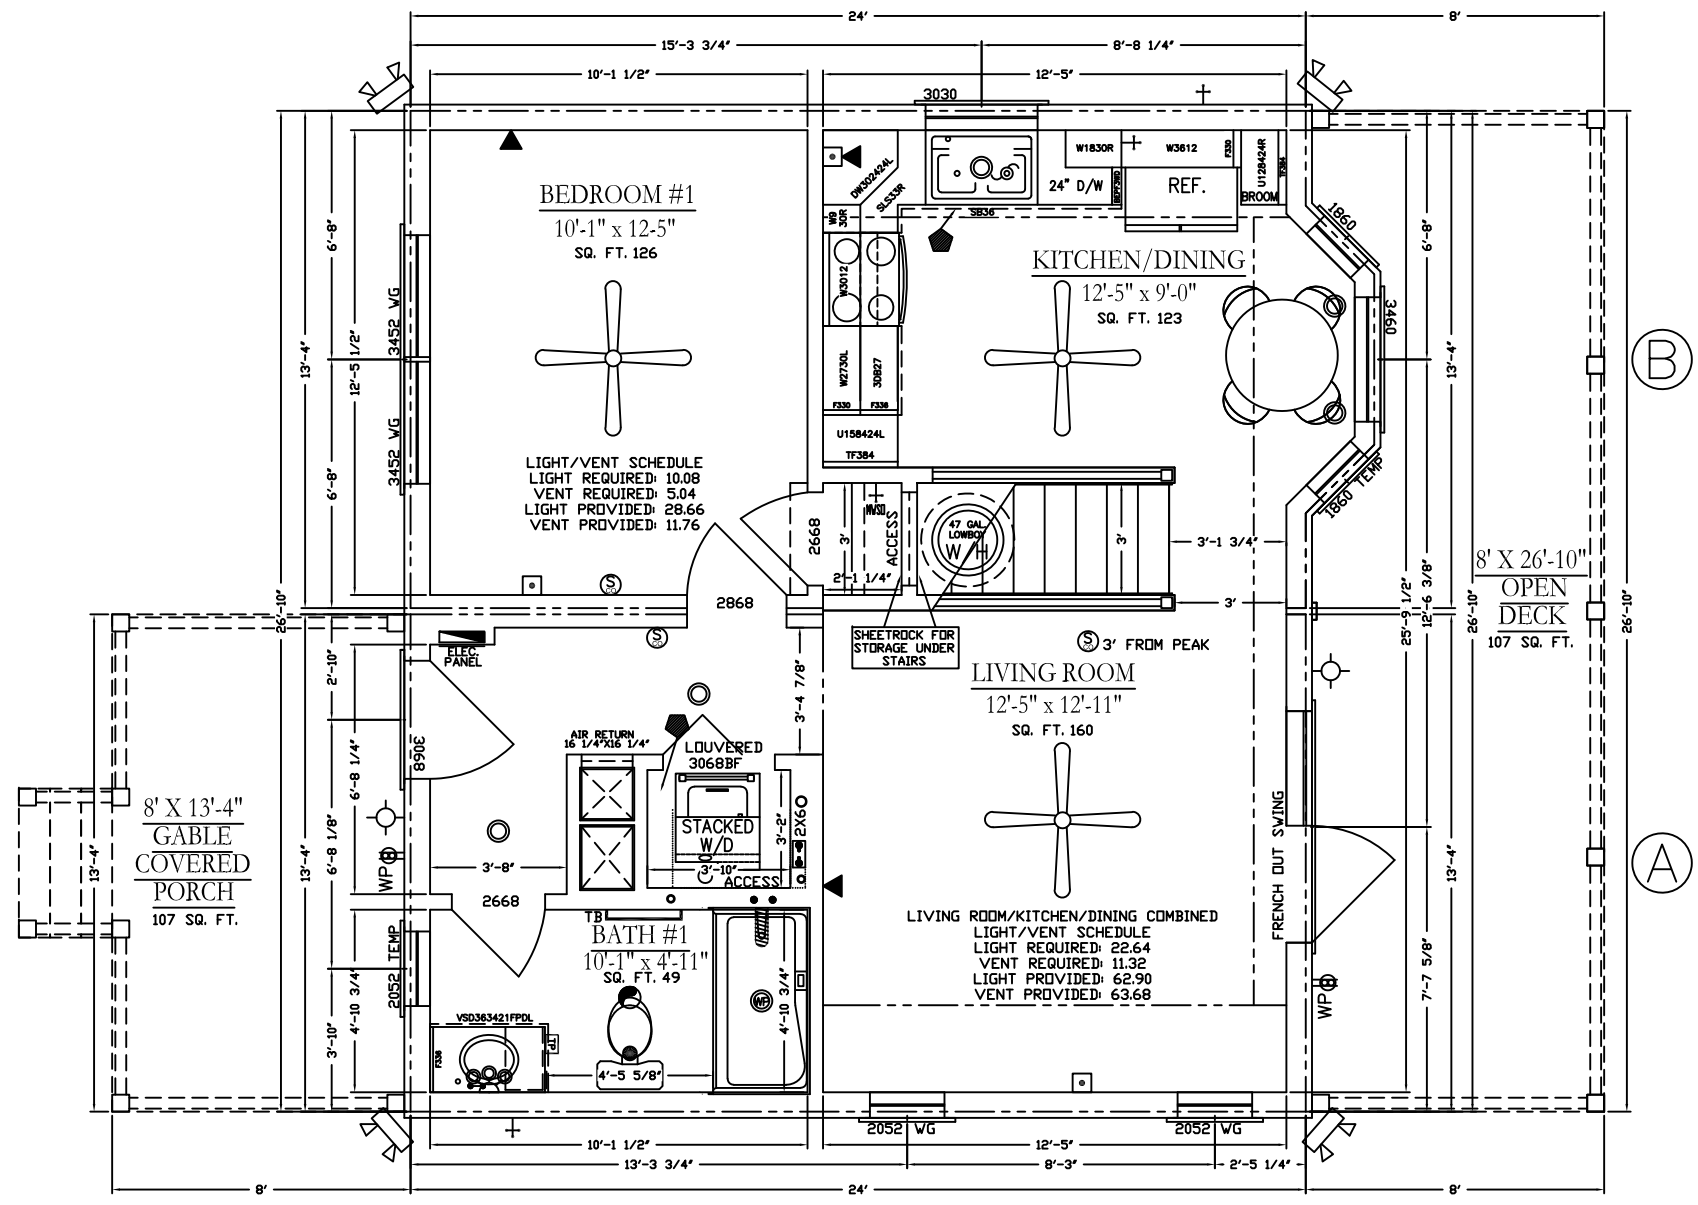 24'
8'
15'-3 3/4"
8'-8 1/4"
10'-1 1/2"
12'-5"
3030
W1830R
W3612
F330
U128424R
TF384
DW302424L
SLS33R
24" D/W
BEPF3WD
REF.
BROOM
BEDROOM #1
10'-1" x 12-5"
SQ. FT. 126
W9
30R
SB36
1860
6'-8"
6'-8"
KITCHEN/DINING
12'-5" x 9'-0"
SQ. FT. 123
W3012
3452 WG
3460
12'-5 1/2"
13'-4"
13'-4"
B
W2730L
3DB27
F330
F336
U158424L
TF384
3452 WG
6'-8"
LIGHT/VENT SCHEDULE
LIGHT REQUIRED: 10.08
VENT REQUIRED: 5.04
LIGHT PROVIDED: 28.66
VENT PROVIDED: 11.76
1860 TEMP
MWSO
2668
3'
ACCESS
47 GAL.
LOWBOY
W H
3'
3'-1 3/4"
2'-1 1/4"
3'
12'-6 3/8"
25'-9 1/2"
26'-10"
26'-10"
26'-10"
8' X 26'-10"
OPEN
DECK
107 SQ. FT.
S
CO
2868
SHEETROCK FOR
STORAGE UNDER
STAIRS
S
CO
S
CO
3' FROM PEAK
ELEC.
PANEL
2'-10"
3'-4 7/8"
LIVING ROOM
12'-5" x 12'-11"
SQ. FT. 160
3068
AIR RETURN
16 1/4"X16 1/4"
LOUVERED
3068BF
6'-8 1/4"
6'-8 1/8"
STACKED
W/D
3'-2"
2X6
3'-10"
ACCESS
3'-8"
WP
13'-4"
13'-4"
8' X 13'-4"
GABLE
COVERED
PORCH
107 SQ. FT.
FRENCH OUT SWING
13'-4"
A
2668
TB
BATH #1
10'-1" x 4'-11"
SQ. FT. 49
2052 TEMP
4'-10 3/4"
3'-10"
LIVING ROOM/KITCHEN/DINING COMBINED
LIGHT/VENT SCHEDULE
LIGHT REQUIRED: 22.64
VENT REQUIRED: 11.32
LIGHT PROVIDED: 62.90
VENT PROVIDED: 63.68
WP
4'-10 3/4"
WP
7'-7 5/8"
VSD363421FPDL
F336
TP
4'-5 5/8"
2052 WG
2052 WG
10'-1 1/2"
12'-5"
13'-3 3/4"
8'-3"
2'-5 1/4"
8'
24'
8'